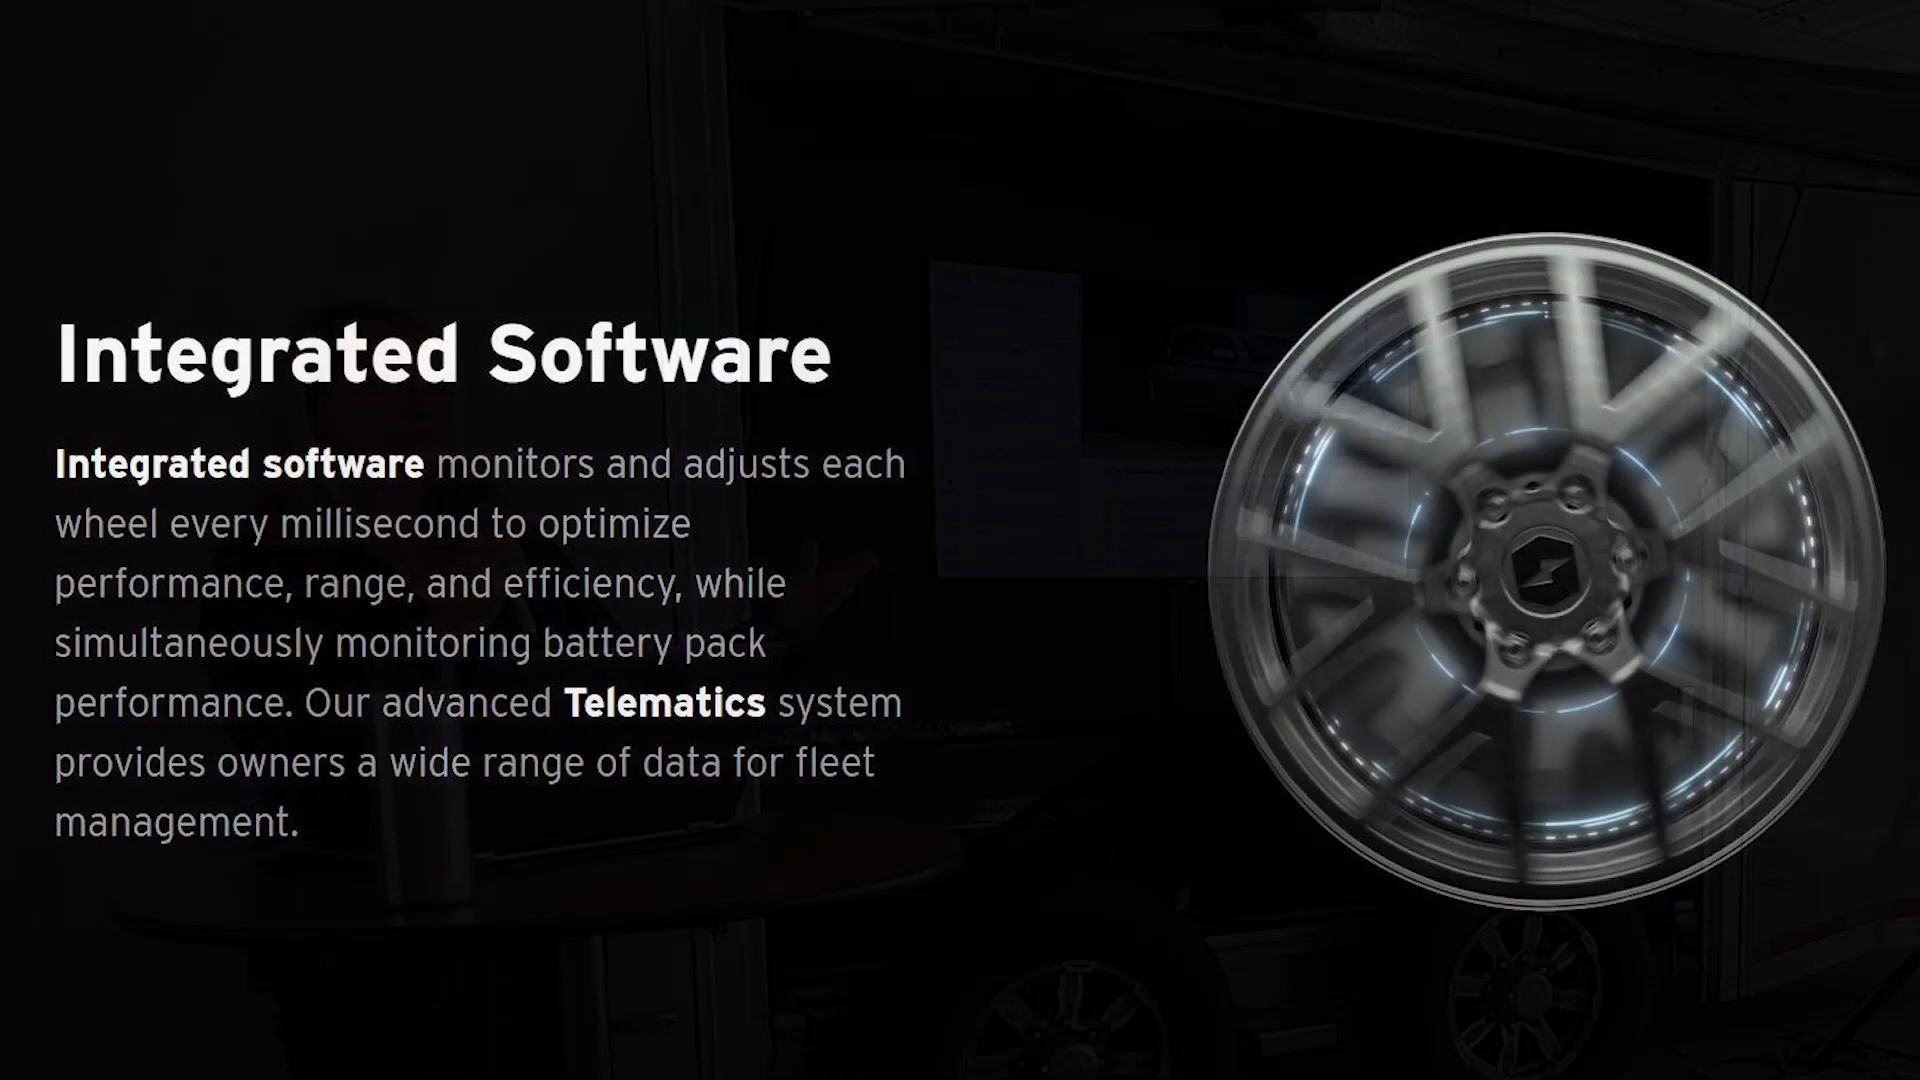 Integrated Software
Integrated software monitors and adjusts each
wheel every millisecond to optimize
performance, range, and efficiency, while
simultaneously monitoring battery pack
performance. Our advanced Telematics system
provides owners a wide range of data for fleet
management.